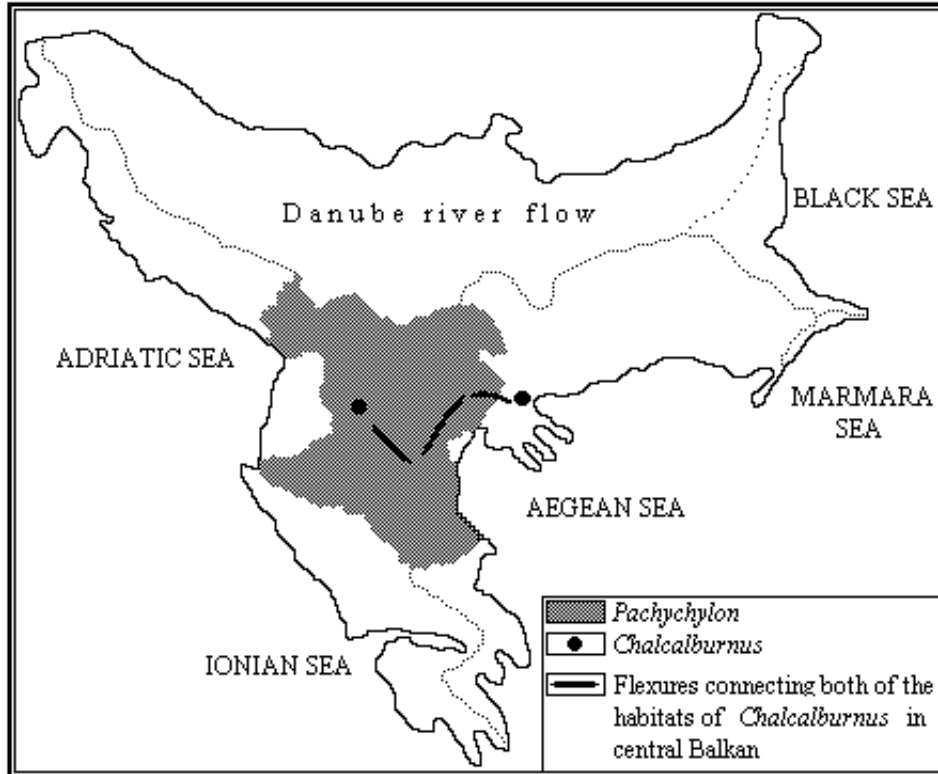 Danube river flow
BLACK SEA
ADRIATIC SEA
MARMARA
SEA
AEGEAN SEA
IONIAN SEA
Pachychylon
Chalcalburnus
Flexures connecting both of the
habitats of Chalcalburnus in
central Balkan